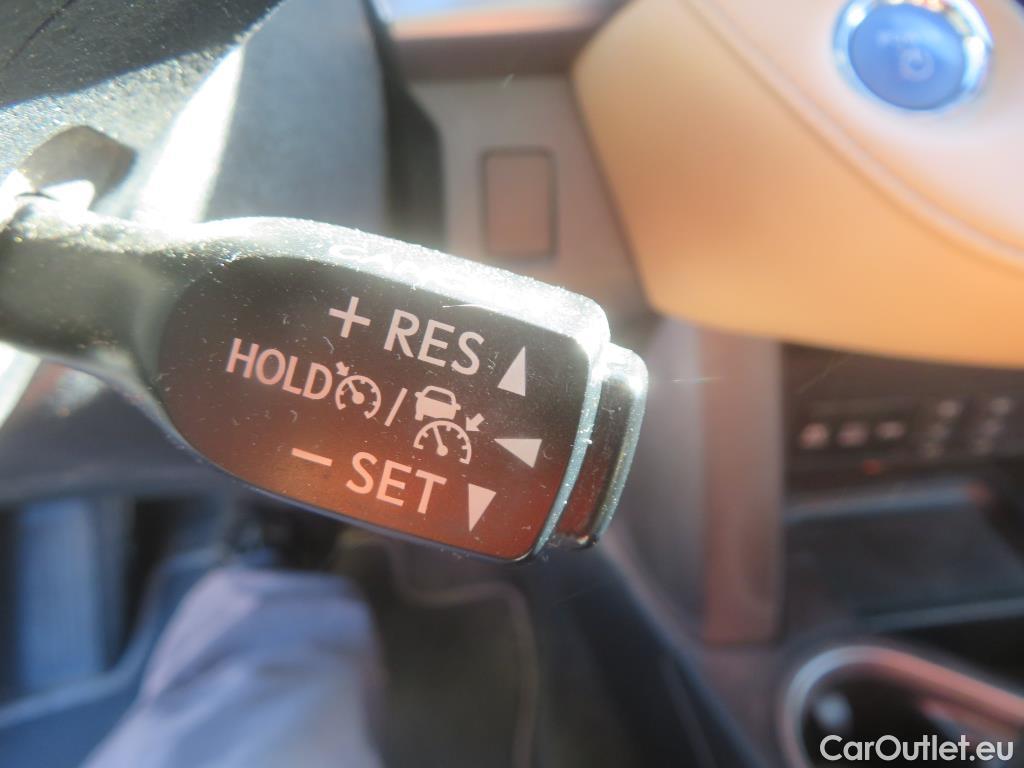 + RES
HOLD /
- SET
CarOutlet.eu